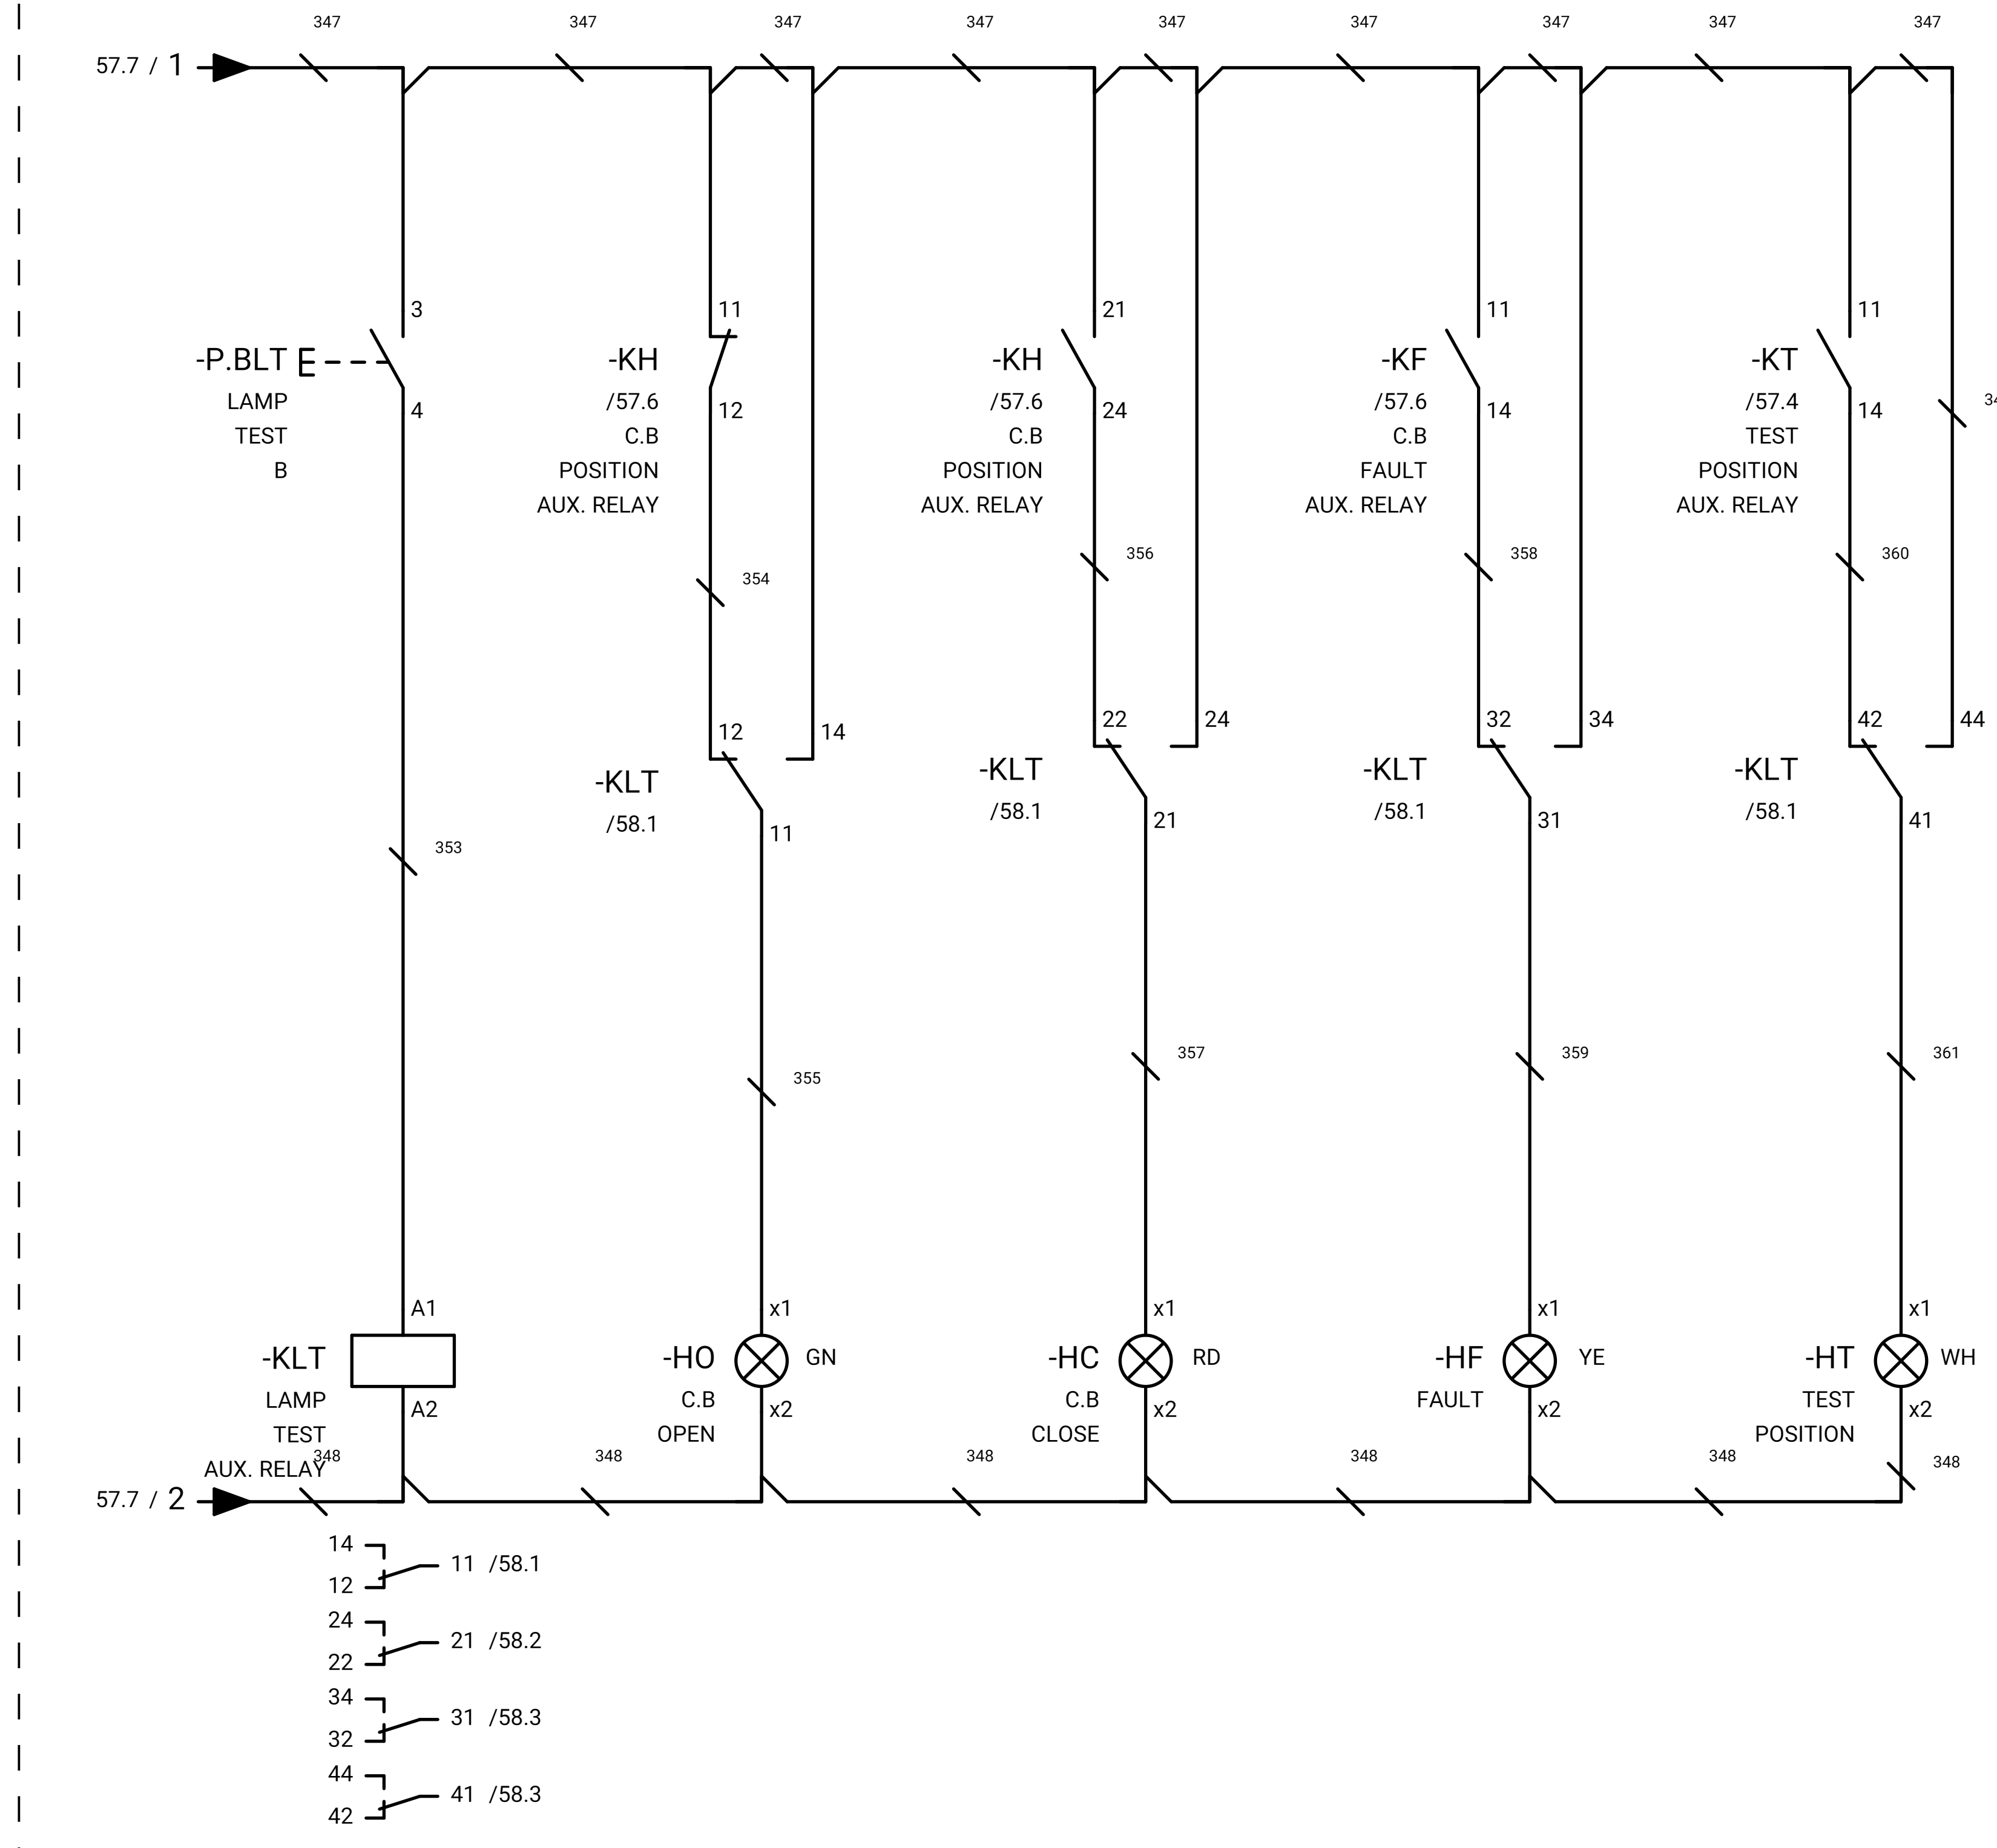 347 347 347 347 347 347 347 347 347
57.7 / 1
3 11 21 11 11
-P.BLT -KH -KH -KF -KT
LAMP /57.6 /57.6 /57.6 /57.4
4 12 24 14 14
TEST C.B C.B C.B TEST
B POSITION POSITION FAULT POSITION
AUX. RELAY AUX. RELAY AUX. RELAY AUX. RELAY
356 358 360
354
22 24 32 34 42 44
12 14
-KLT -KLT -KLT -KLT
/58.1 /58.1 /58.1 /58.1
11 21 31 41
353
357 359 361
355
A1 x1 x1 x1 x1
-KLT -HO GN -HC RD -HF YE -HT WH
LAMP C.B C.B FAULT TEST
A2 x2 x2 x2 x2
TEST OPEN CLOSE POSITION
348 348 348 348 348 348
AUX. RELAY
57.7 / 2
14
11 /58.1
12
24
21 /58.2
22
34
31 /58.3
32
44
41 /58.3
42